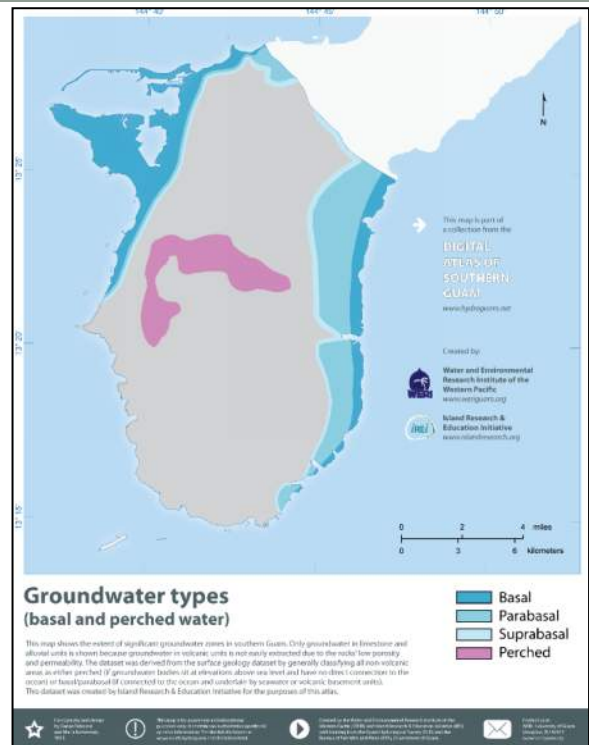 144° 40'
144° 45'
144° 50'
N
13° 25'
13° 20'
13° 15'
This map is part of
a collection from the
DIGITAL
ATLAS OF
SOUTHERN
GUAM
www.hydroguam.net
Created by:
WERI
Water and Environmental
Research Institute of the
Western Pacific
www.weriguam.org
IREI
Island Research &
Education Initiative
www.islandresearch.org
0 2 4 miles
0 3 6 kilometers
Groundwater types
(basal and perched water)
Basal
Parabasal
Suprabasal
Perched
This map shows the extent of significant groundwater zones in southern Guam. Only groundwater in limestone and
alluvial units is shown because groundwater in volcanic units is not easily extracted due to the rocks' low porosity
and permeability. The dataset was derived from the surface geology dataset by generally classifying all non-volcanic
areas as either perched (if groundwater bodies sit at elevations above sea level and have no direct connection to the
ocean) or basal/parabasal (if connected to the ocean and underlain by seawater or volcanic basement units).
This dataset was created by Island Research & Education Initiative for the purposes of this atlas.